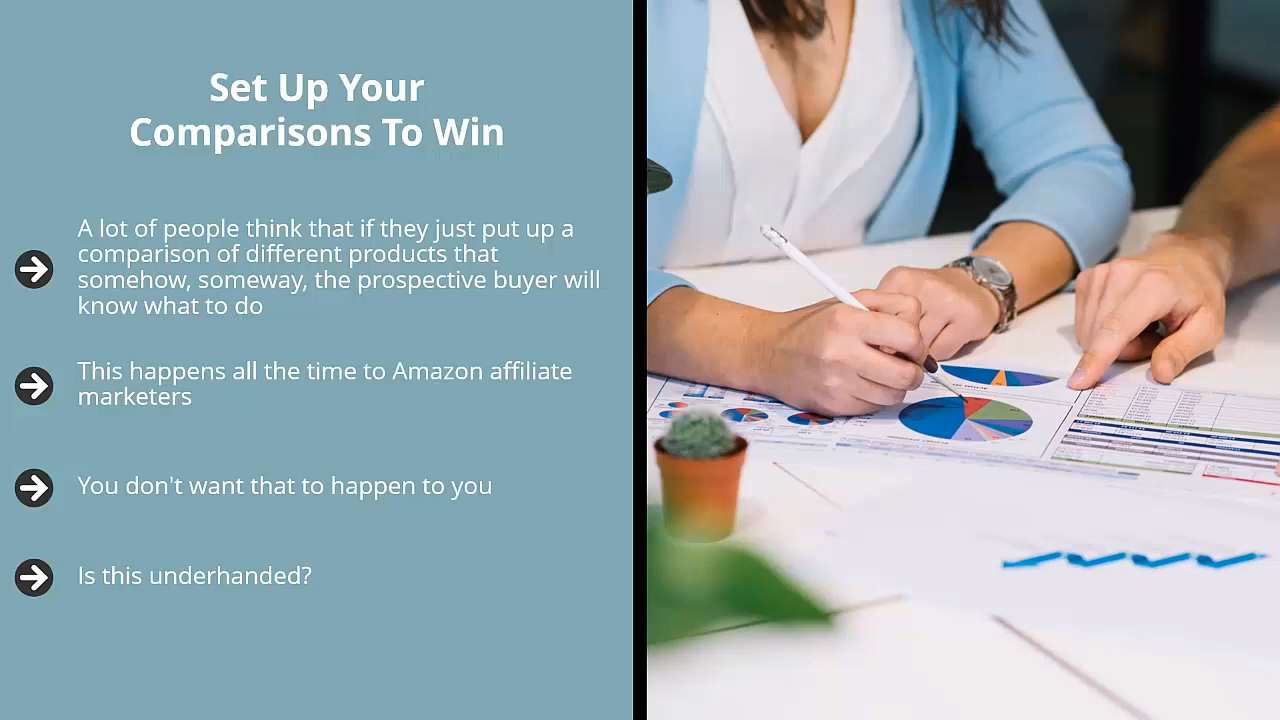 Set Up Your
Comparisons To Win
A lot of people think that if they just put up a
comparison of different products that
somehow, someway, the prospective buyer will
know what to do
This happens all the time to Amazon affiliate
marketers
You don't want that to happen to you
Is this underhanded?